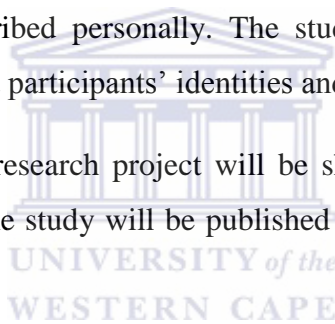 ribed personally. The stud
participants’ identities and
research project will be sh
e study will be published
UNIVERSITY of the
WESTERN CAPE